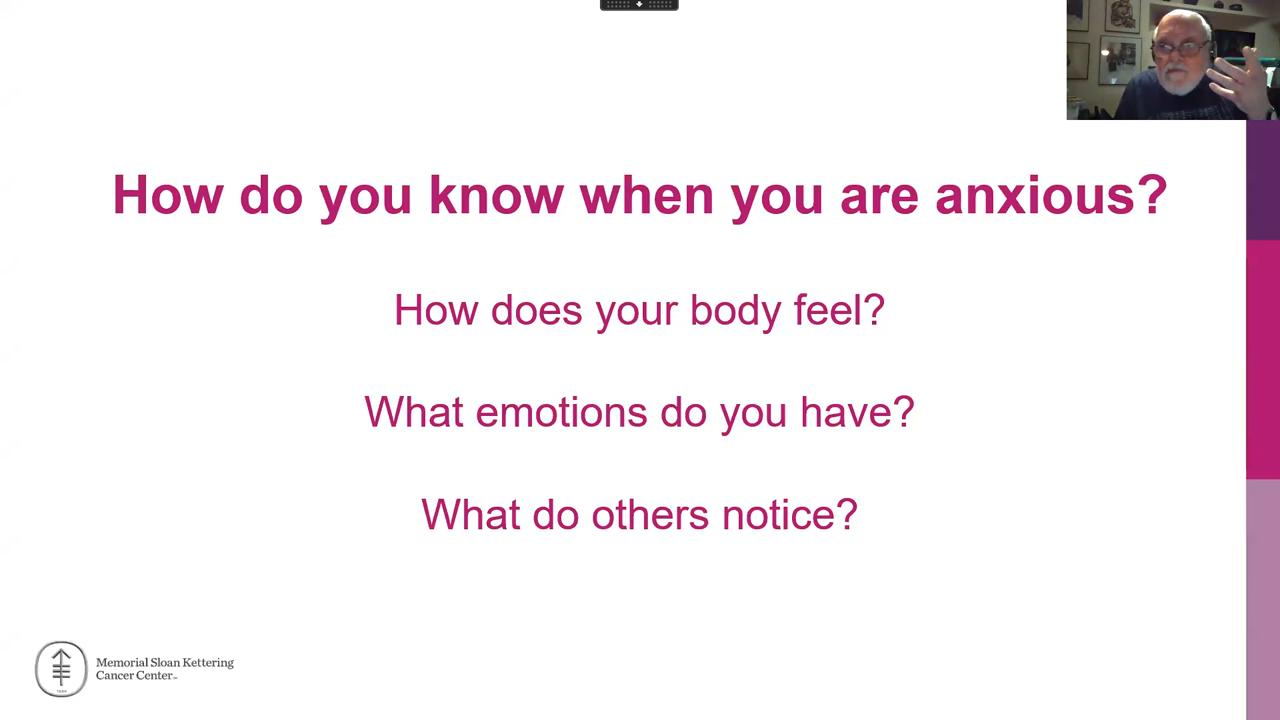 How do you know when you are anxious?
How does your body feel?
What emotions do you have?
What do others notice?
Memorial Sloan Kettering
Cancer Center